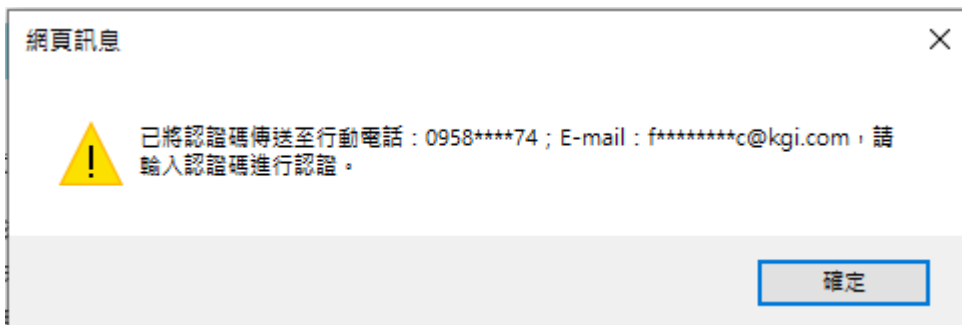 網頁訊息
已將認證碼傳送至行動電話：0958****74；E-mail：f********c@kgi.com，請
輸入認證碼進行認證。
確定